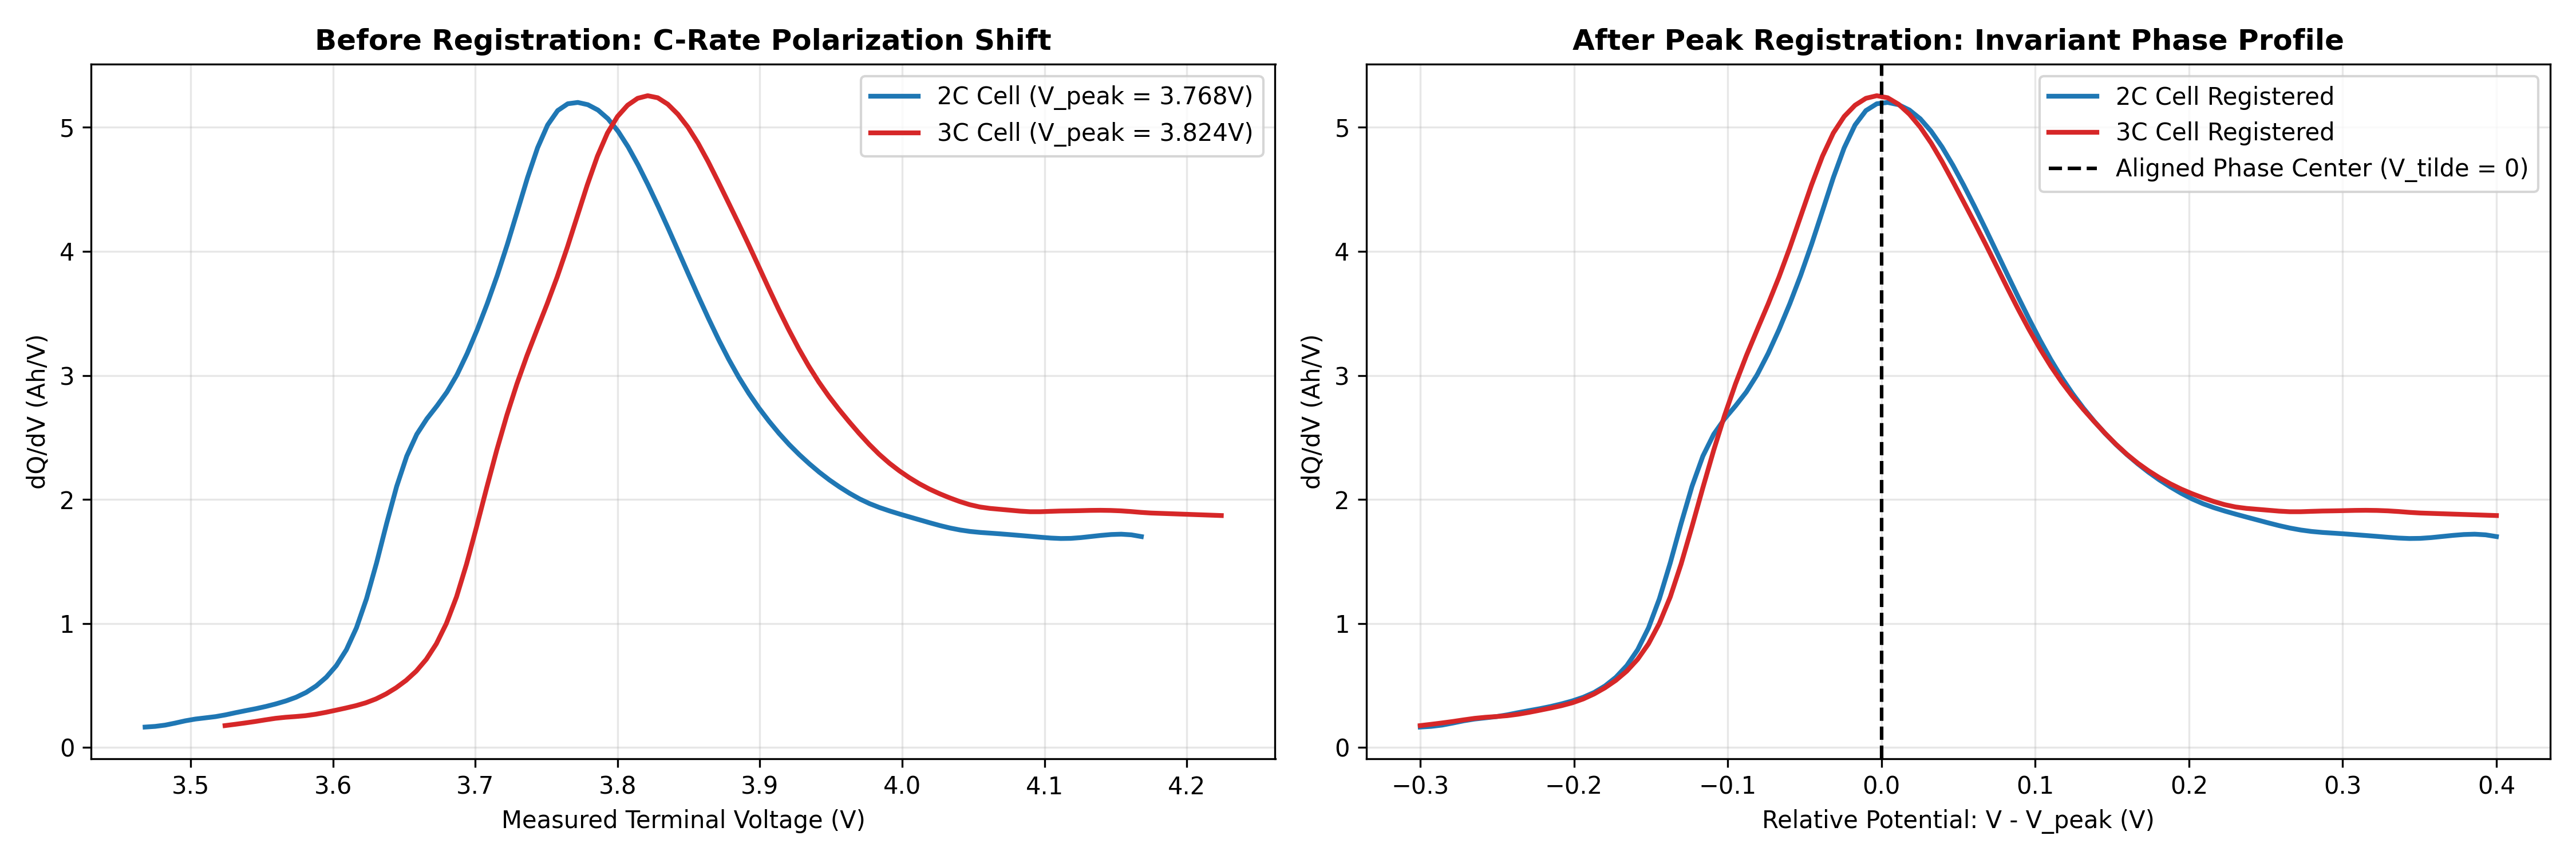 Before Registration: C-Rate Polarization Shift
2C Cell (V_peak = 3.768V)
3C Cell (V_peak = 3.824V)
dQ/dV (Ah/V)
5
4
3
2
1
0
3.5 3.6 3.7 3.8 3.9 4.0 4.1 4.2
Measured Terminal Voltage (V)
After Peak Registration: Invariant Phase Profile
2C Cell Registered
3C Cell Registered
Aligned Phase Center (V_tilde = 0)
dQ/dV (Ah/V)
5
4
3
2
1
0
−0.3 −0.2 −0.1 0.0 0.1 0.2 0.3 0.4
Relative Potential: V - V_peak (V)